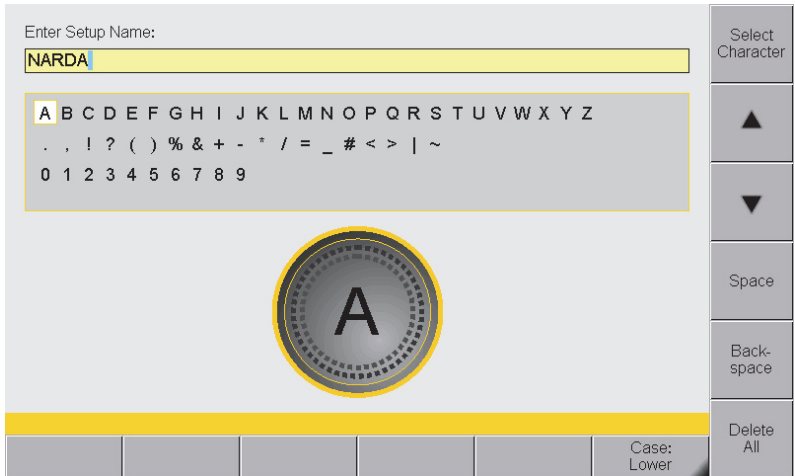 Enter Setup Name:
NARDA
A B C D E F G H I J K L M N O P Q R S T U V W X Y Z
. , ! ? ( ) % & + - * / = _ # < > | ~
0 1 2 3 4 5 6 7 8 9
A
Select
Character
▲
▼
Space
Back-
space
Delete
All
Case:
Lower